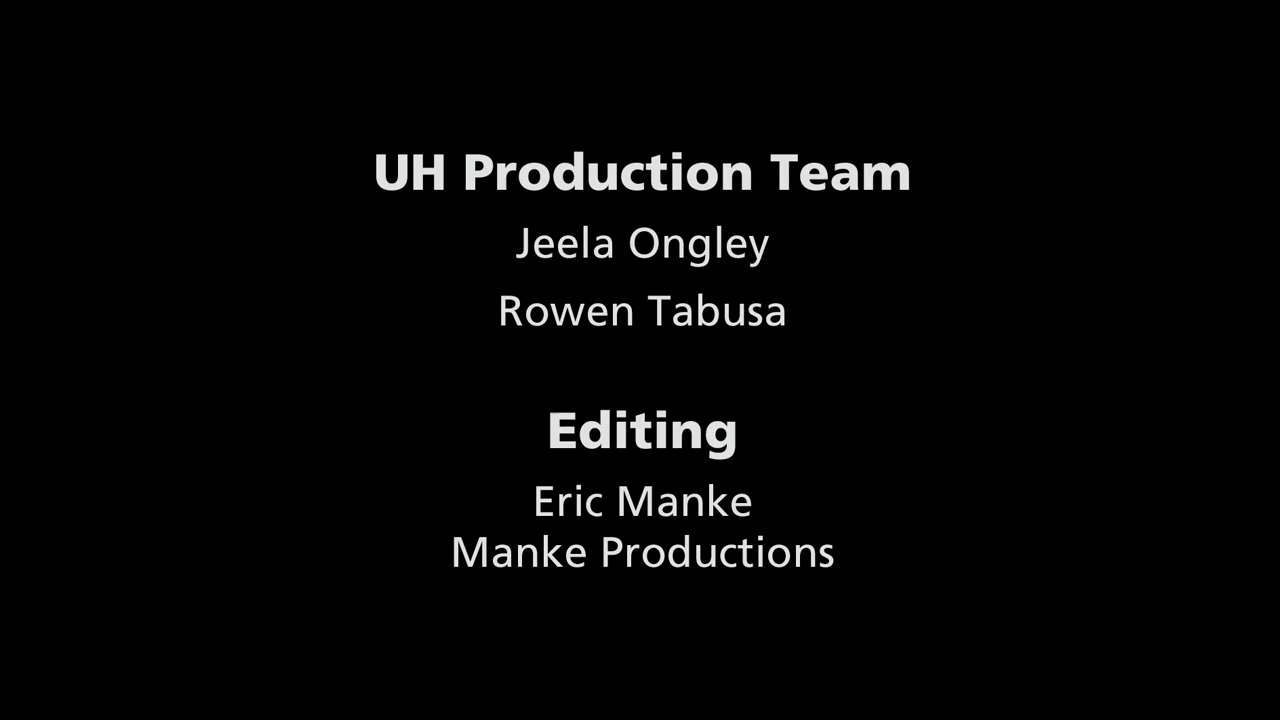 UH Production Team
Jeela Ongley
Rowen Tabusa
Editing
Eric Manke
Manke Productions